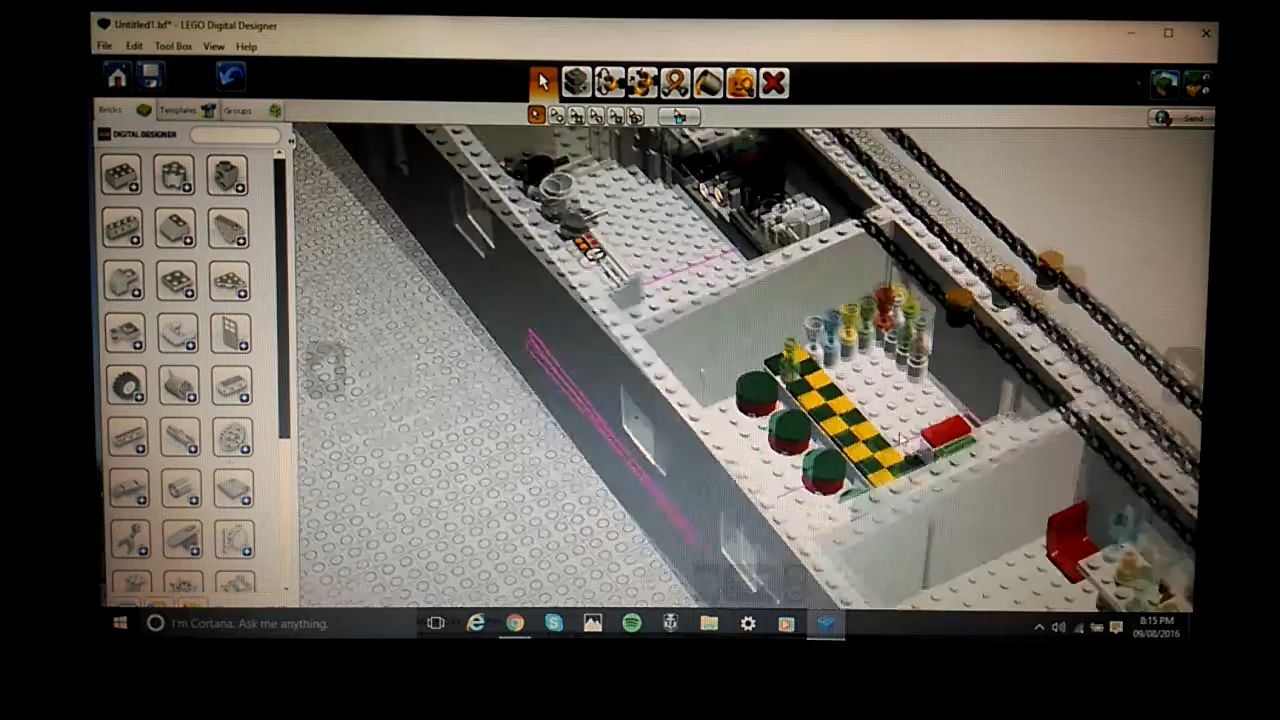 Untitled1.lxf* - LEGO Digital Designer
File Edit Tool Box View Help
Bricks Templates Groups
DIGITAL DESIGNER
Send
I'm Cortana. Ask me anything.
8:15 PM
09/08/2016